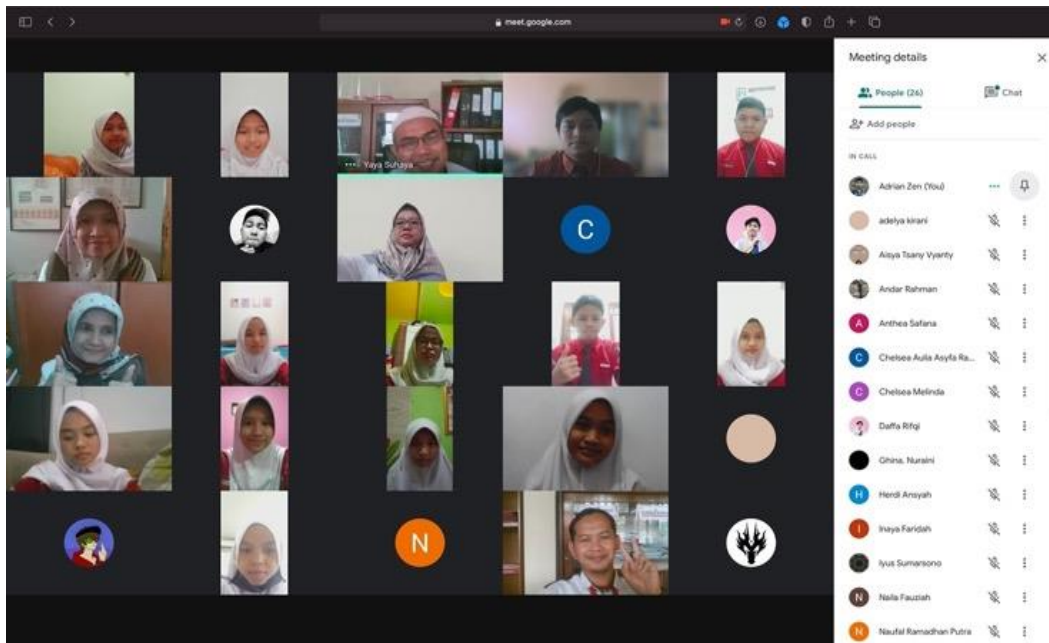 meet.google.com
Meeting details
People (26)
Chat
Add people
IN CALL
Adrian Zen (You)
adelya kirani
Aisya Tsany Vyanty
Andar Rahman
A
Anthea Safana
C
Chelsea Aulia Asyfa Ra...
C
Chelsea Melinda
Daffa Rifqi
Ghina. Nuraini
H
Herdi Ansyah
I
Inaya Faridah
Iyus Sumarsono
N
Naila Fauziah
N
Naufal Ramadhan Putra
Yaya Suhaya
C
N